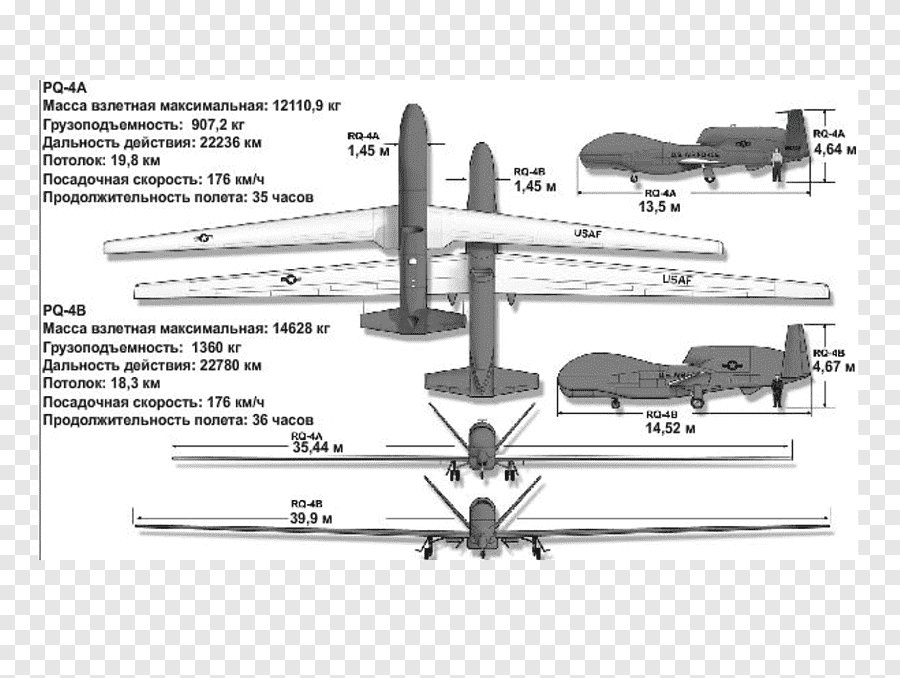 PQ-4A
Масса взлетная максимальная: 12110,9 кг
Грузоподъемность: 907,2 кг
Дальность действия: 22236 км
Потолок: 19,8 км
Посадочная скорость: 176 км/ч
Продолжительность полета: 35 часов
RQ-4A
1,45 м
RQ-4B
1,45 м
RQ-4A
4,64 м
RQ-4A
13,5 м
USAF
USAF
PQ-4B
Масса взлетная максимальная: 14628 кг
Грузоподъемность: 1360 кг
Дальность действия: 22780 км
Потолок: 18,3 км
Посадочная скорость: 176 км/ч
Продолжительность полета: 36 часов
RQ-4B
4,67 м
RQ-4B
14,52 м
RQ-4A
35,44 м
RQ-4B
39,9 м